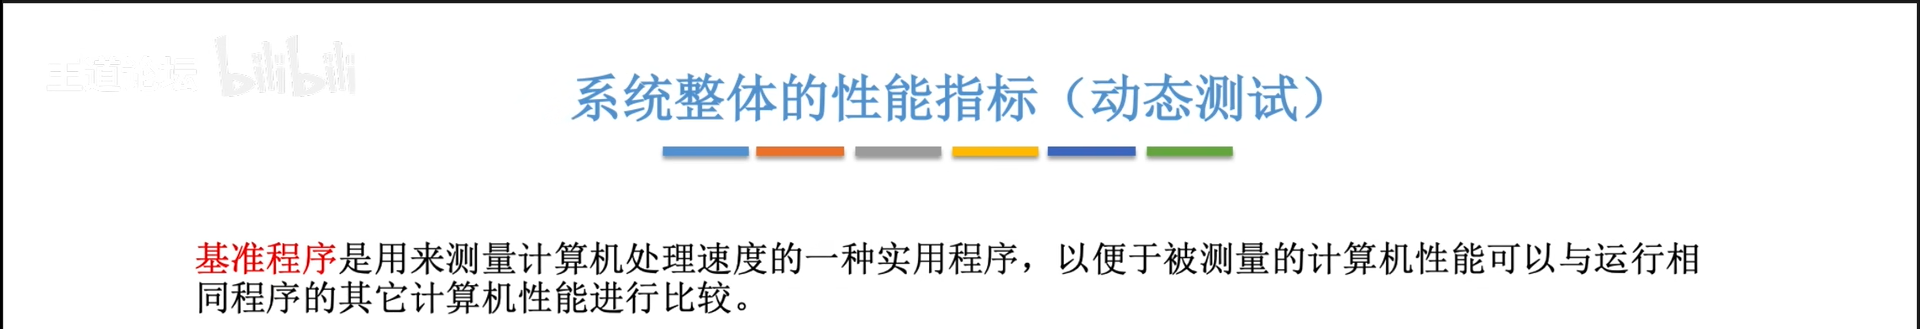 王道论坛 bilibili
系统整体的性能指标（动态测试）
基准程序是用来测量计算机处理速度的一种实用程序，以便于被测量的计算机性能可以与运行相
同程序的其它计算机性能进行比较。